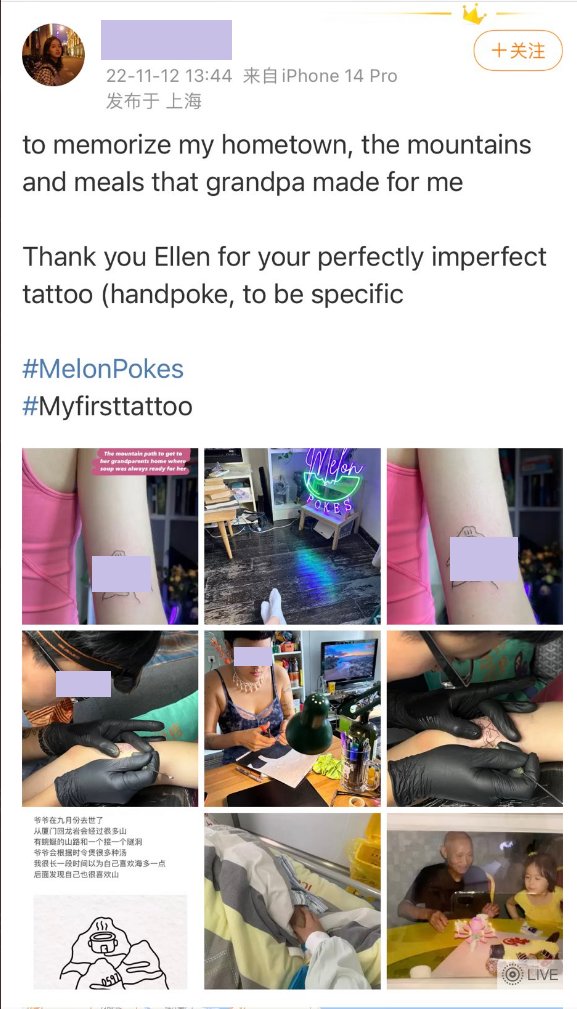 22-11-12 13:44 来自iPhone 14 Pro
＋关注
发布于 上海
to memorize my hometown, the mountains
and meals that grandpa made for me
Thank you Ellen for your perfectly imperfect
tattoo (handpoke, to be specific
#MelonPokes
#Myfirsttattoo
The mountain path to get to
her grandparents home where
soup was always ready for her
Melon
POKES
爷爷在九月份去世了
从厦门回龙岩会经过很多山
有蜿蜒的山路和一个接一个隧洞
爷爷会根据时令煲很多种汤
我很长一段时间以为自己喜欢海多一点
后面发现自己也很喜欢山
0597
LIVE